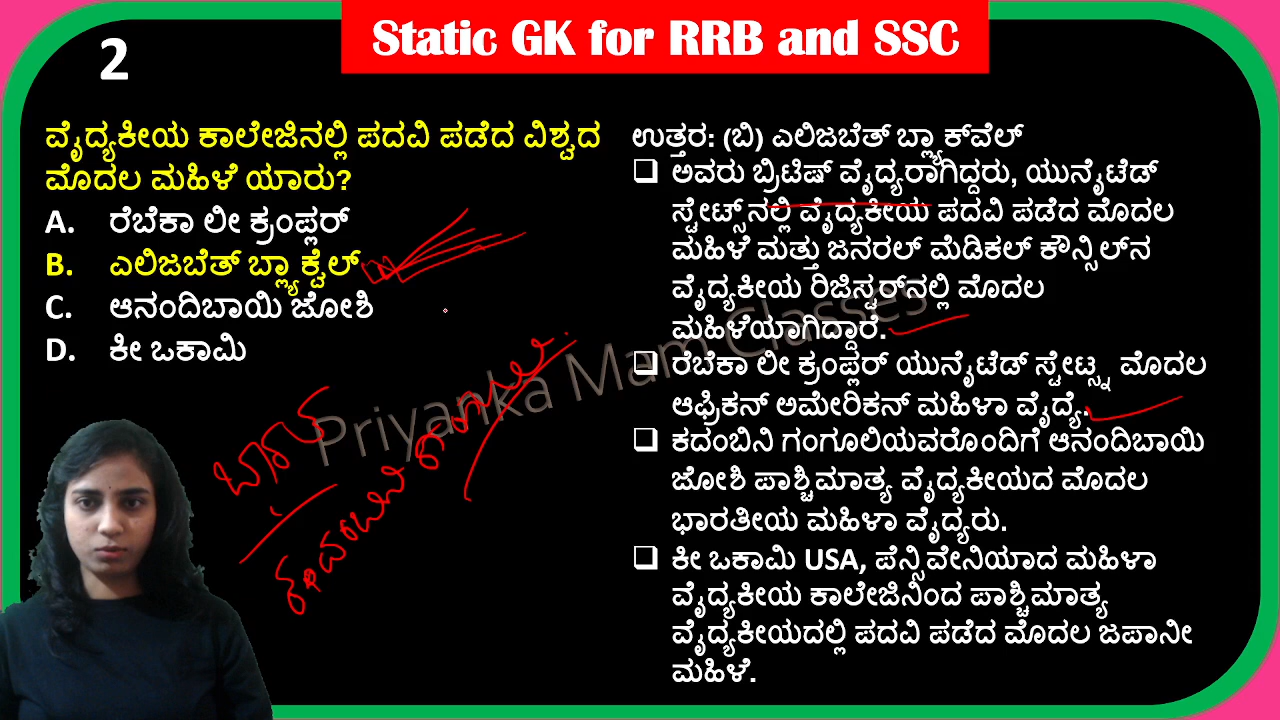 Static GK for RRB and SSC
2
ವೈದ್ಯಕೀಯ ಕಾಲೇಜಿನಲ್ಲಿ ಪದವಿ ಪಡೆದ ವಿಶ್ವದ
ಮೊದಲ ಮಹಿಳೆ ಯಾರು?
A. ರೆಬೆಕಾ ಲೀ ಕ್ರಂಪ್ಲರ್
B. ಎಲಿಜಬೆತ್ ಬ್ಲ್ಯಾಕ್ವೆಲ್
C. ಆನಂದಿಬಾಯಿ ಜೋಶಿ
D. ಕೀ ಒಕಾಮಿ
ಉತ್ತರ: (ಬಿ) ಎಲಿಜಬೆತ್ ಬ್ಲ್ಯಾಕ್‌ವೆಲ್
❑ ಅವರು ಬ್ರಿಟಿಷ್ ವೈದ್ಯರಾಗಿದ್ದರು, ಯುನೈಟೆಡ್
ಸ್ಟೇಟ್ಸ್‌ನಲ್ಲಿ ವೈದ್ಯಕೀಯ ಪದವಿ ಪಡೆದ ಮೊದಲ
ಮಹಿಳೆ ಮತ್ತು ಜನರಲ್ ಮೆಡಿಕಲ್ ಕೌನ್ಸಿಲ್‌ನ
ವೈದ್ಯಕೀಯ ರಿಜಿಸ್ಟರ್‌ನಲ್ಲಿ ಮೊದಲ
ಮಹಿಳೆಯಾಗಿದ್ದಾರೆ.
❑ ರೆಬೆಕಾ ಲೀ ಕ್ರಂಪ್ಲರ್ ಯುನೈಟೆಡ್ ಸ್ಟೇಟ್ಸ್ನ ಮೊದಲ
ಆಫ್ರಿಕನ್ ಅಮೇರಿಕನ್ ಮಹಿಳಾ ವೈದ್ಯೆ.
❑ ಕದಂಬಿನಿ ಗಂಗೂಲಿಯವರೊಂದಿಗೆ ಆನಂದಿಬಾಯಿ
ಜೋಶಿ ಪಾಶ್ಚಿಮಾತ್ಯ ವೈದ್ಯಕೀಯದ ಮೊದಲ
ಭಾರತೀಯ ಮಹಿಳಾ ವೈದ್ಯರು.
❑ ಕೀ ಒಕಾಮಿ USA, ಪೆನ್ಸಿವೇನಿಯಾದ ಮಹಿಳಾ
ವೈದ್ಯಕೀಯ ಕಾಲೇಜಿನಿಂದ ಪಾಶ್ಚಿಮಾತ್ಯ
ವೈದ್ಯಕೀಯದಲ್ಲಿ ಪದವಿ ಪಡೆದ ಮೊದಲ ಜಪಾನೀ
ಮಹಿಳೆ.
Priyanka Mam Classes